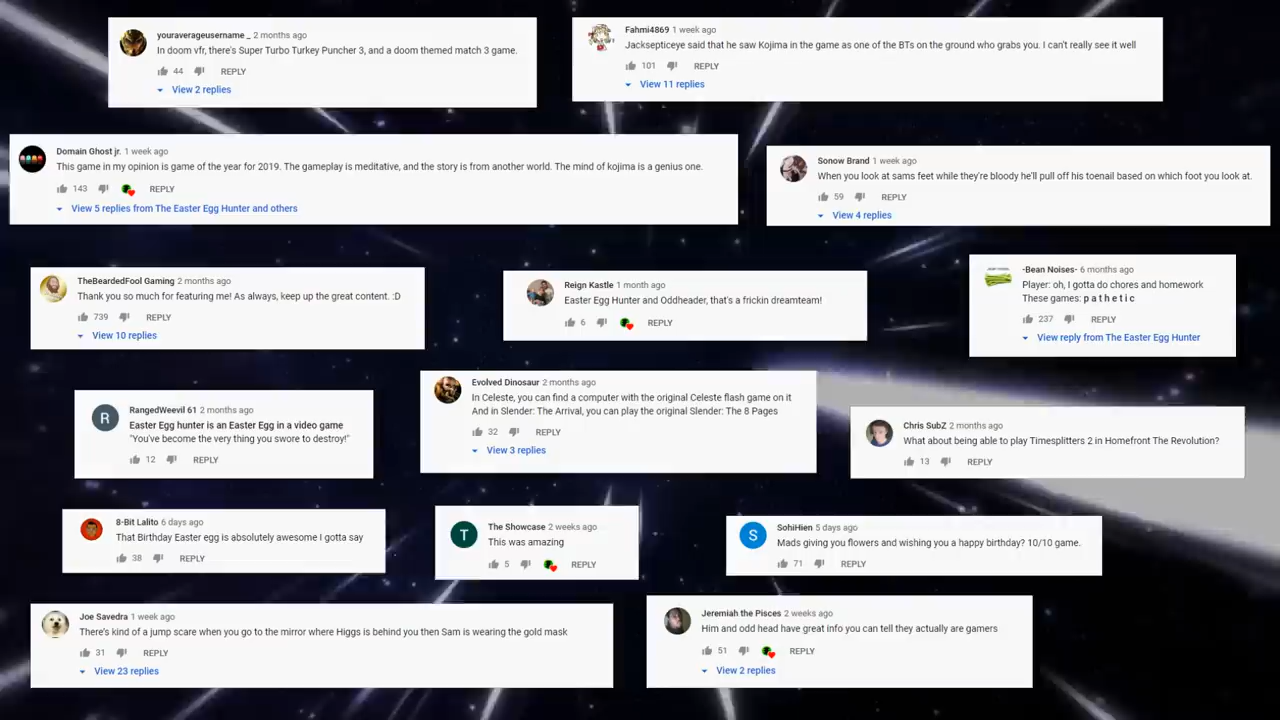 youraverageusername _ 2 months ago
In doom vfr, there's Super Turbo Turkey Puncher 3, and a doom themed match 3 game.
44 REPLY
View 2 replies
Fahmi4869 1 week ago
Jacksepticeye said that he saw Kojima in the game as one of the BTs on the ground who grabs you. I can't really see it well
101 REPLY
View 11 replies
Domain Ghost jr. 1 week ago
This game in my opinion is game of the year for 2019. The gameplay is meditative, and the story is from another world. The mind of kojima is a genius one.
143 REPLY
View 5 replies from The Easter Egg Hunter and others
Sonow Brand 1 week ago
When you look at sams feet while they're bloody he'll pull off his toenail based on which foot you look at.
59 REPLY
View 4 replies
TheBeardedFool Gaming 2 months ago
Thank you so much for featuring me! As always, keep up the great content. :D
739 REPLY
View 10 replies
Reign Kastle 1 month ago
Easter Egg Hunter and Oddheader, that's a frickin dreamteam!
6 REPLY
-Bean Noises- 6 months ago
Player: oh, I gotta do chores and homework
These games: p a t h e t i c
237 REPLY
View reply from The Easter Egg Hunter
R
RangedWeevil 61 2 months ago
Easter Egg hunter is an Easter Egg in a video game
"You've become the very thing you swore to destroy!"
12 REPLY
Evolved Dinosaur 2 months ago
In Celeste, you can find a computer with the original Celeste flash game on it
And in Slender: The Arrival, you can play the original Slender: The 8 Pages
32 REPLY
View 3 replies
Chris SubZ 2 months ago
What about being able to play Timesplitters 2 in Homefront The Revolution?
13 REPLY
8-Bit Lalito 6 days ago
That Birthday Easter egg is absolutely awesome I gotta say
38 REPLY
T
The Showcase 2 weeks ago
This was amazing
5 REPLY
S
SohiHien 5 days ago
Mads giving you flowers and wishing you a happy birthday? 10/10 game.
71 REPLY
Joe Savedra 1 week ago
There's kind of a jump scare when you go to the mirror where Higgs is behind you then Sam is wearing the gold mask
31 REPLY
View 23 replies
Jeremiah the Pisces 2 weeks ago
Him and odd head have great info you can tell they actually are gamers
51 REPLY
View 2 replies